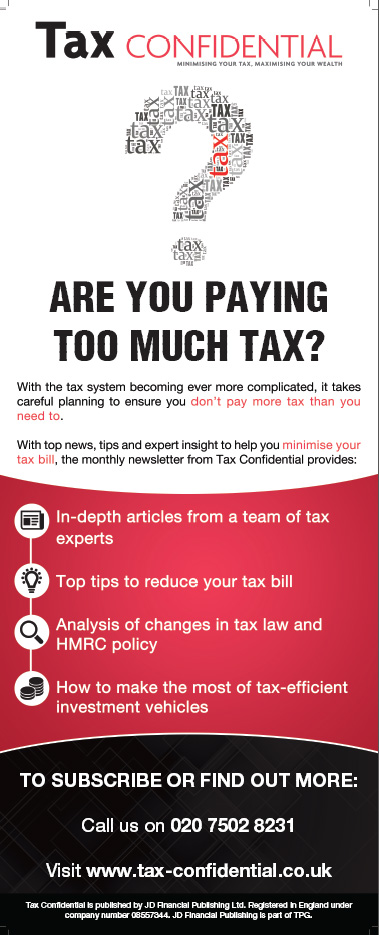 Tax CONFIDENTIAL
MINIMISING YOUR TAX, MAXIMISING YOUR WEALTH
ARE YOU PAYING
TOO MUCH TAX?
With the tax system becoming ever more complicated, it takes
careful planning to ensure you don't pay more tax than you
need to.
With top news, tips and expert insight to help you minimise your
tax bill, the monthly newsletter from Tax Confidential provides:
In-depth articles from a team of tax
experts
Top tips to reduce your tax bill
Analysis of changes in tax law and
HMRC policy
How to make the most of tax-efficient
investment vehicles
TO SUBSCRIBE OR FIND OUT MORE:
Call us on 020 7502 8231
Visit www.tax-confidential.co.uk
Tax Confidential is published by JD Financial Publishing Ltd. Registered in England under
company number 08557344. JD Financial Publishing is part of TPG.